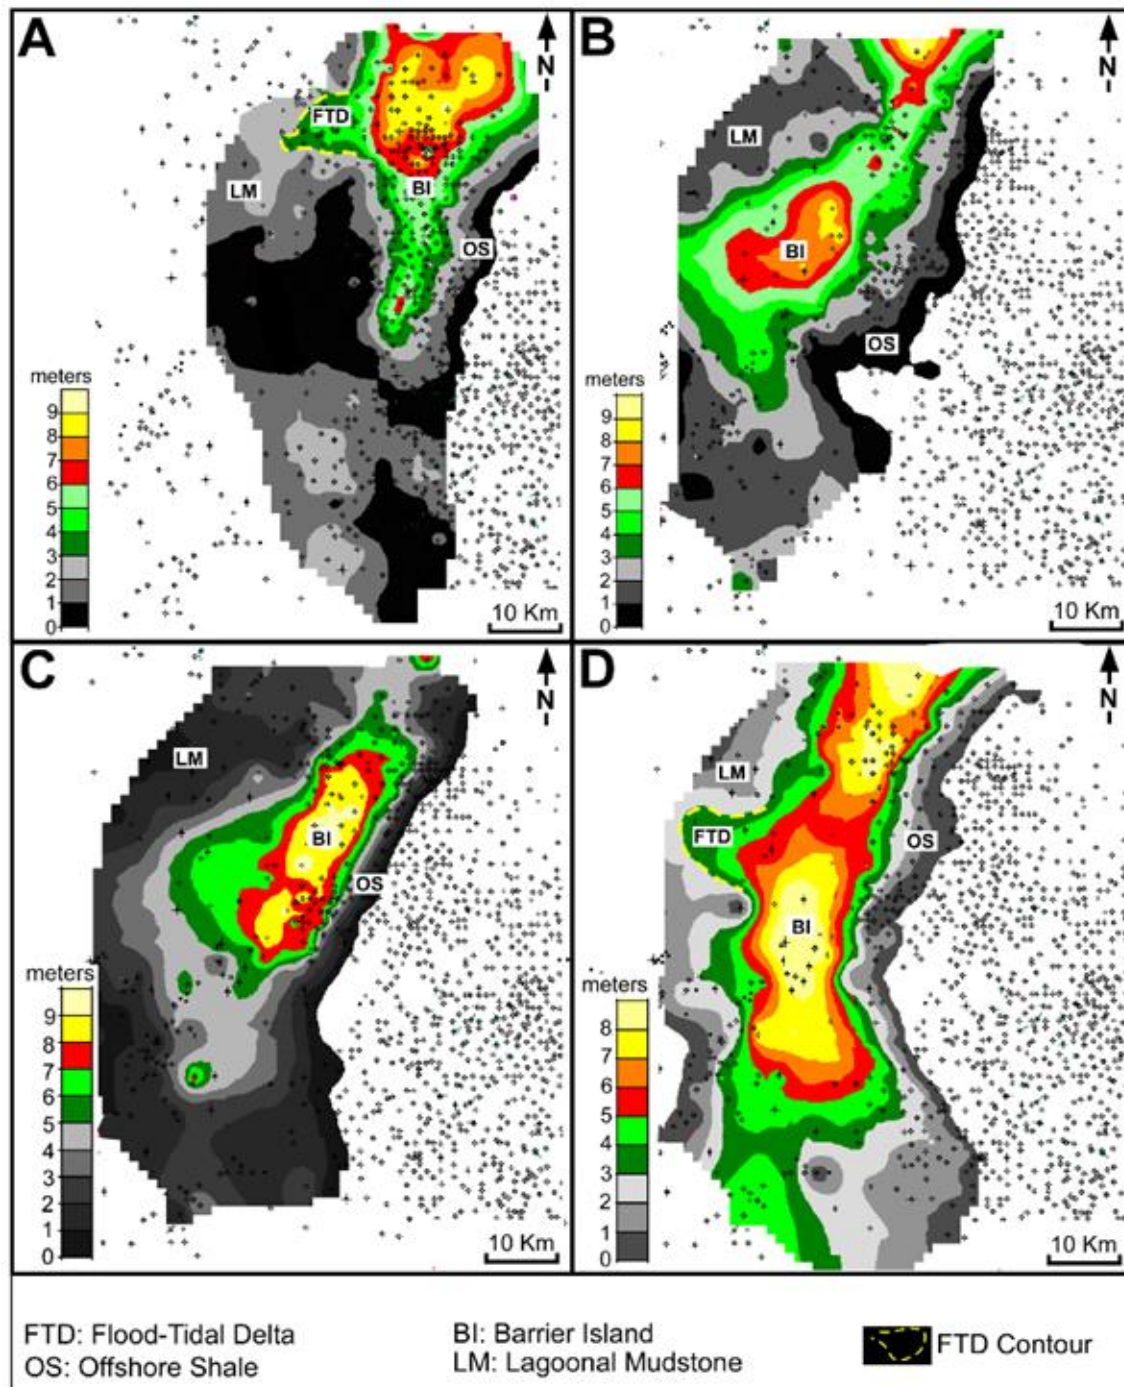 A
N
FTD
LM
BI
OS
meters
9
8
7
6
5
4
3
2
1
0
10 Km
B
N
LM
BI
OS
meters
9
8
7
6
5
4
3
2
1
0
10 Km
C
N
LM
BI
OS
meters
9
8
7
6
5
4
3
2
1
0
10 Km
D
N
LM
FTD
OS
BI
meters
8
7
6
5
4
3
2
1
0
10 Km
FTD: Flood-Tidal Delta
BI: Barrier Island
FTD Contour
OS: Offshore Shale
LM: Lagoonal Mudstone